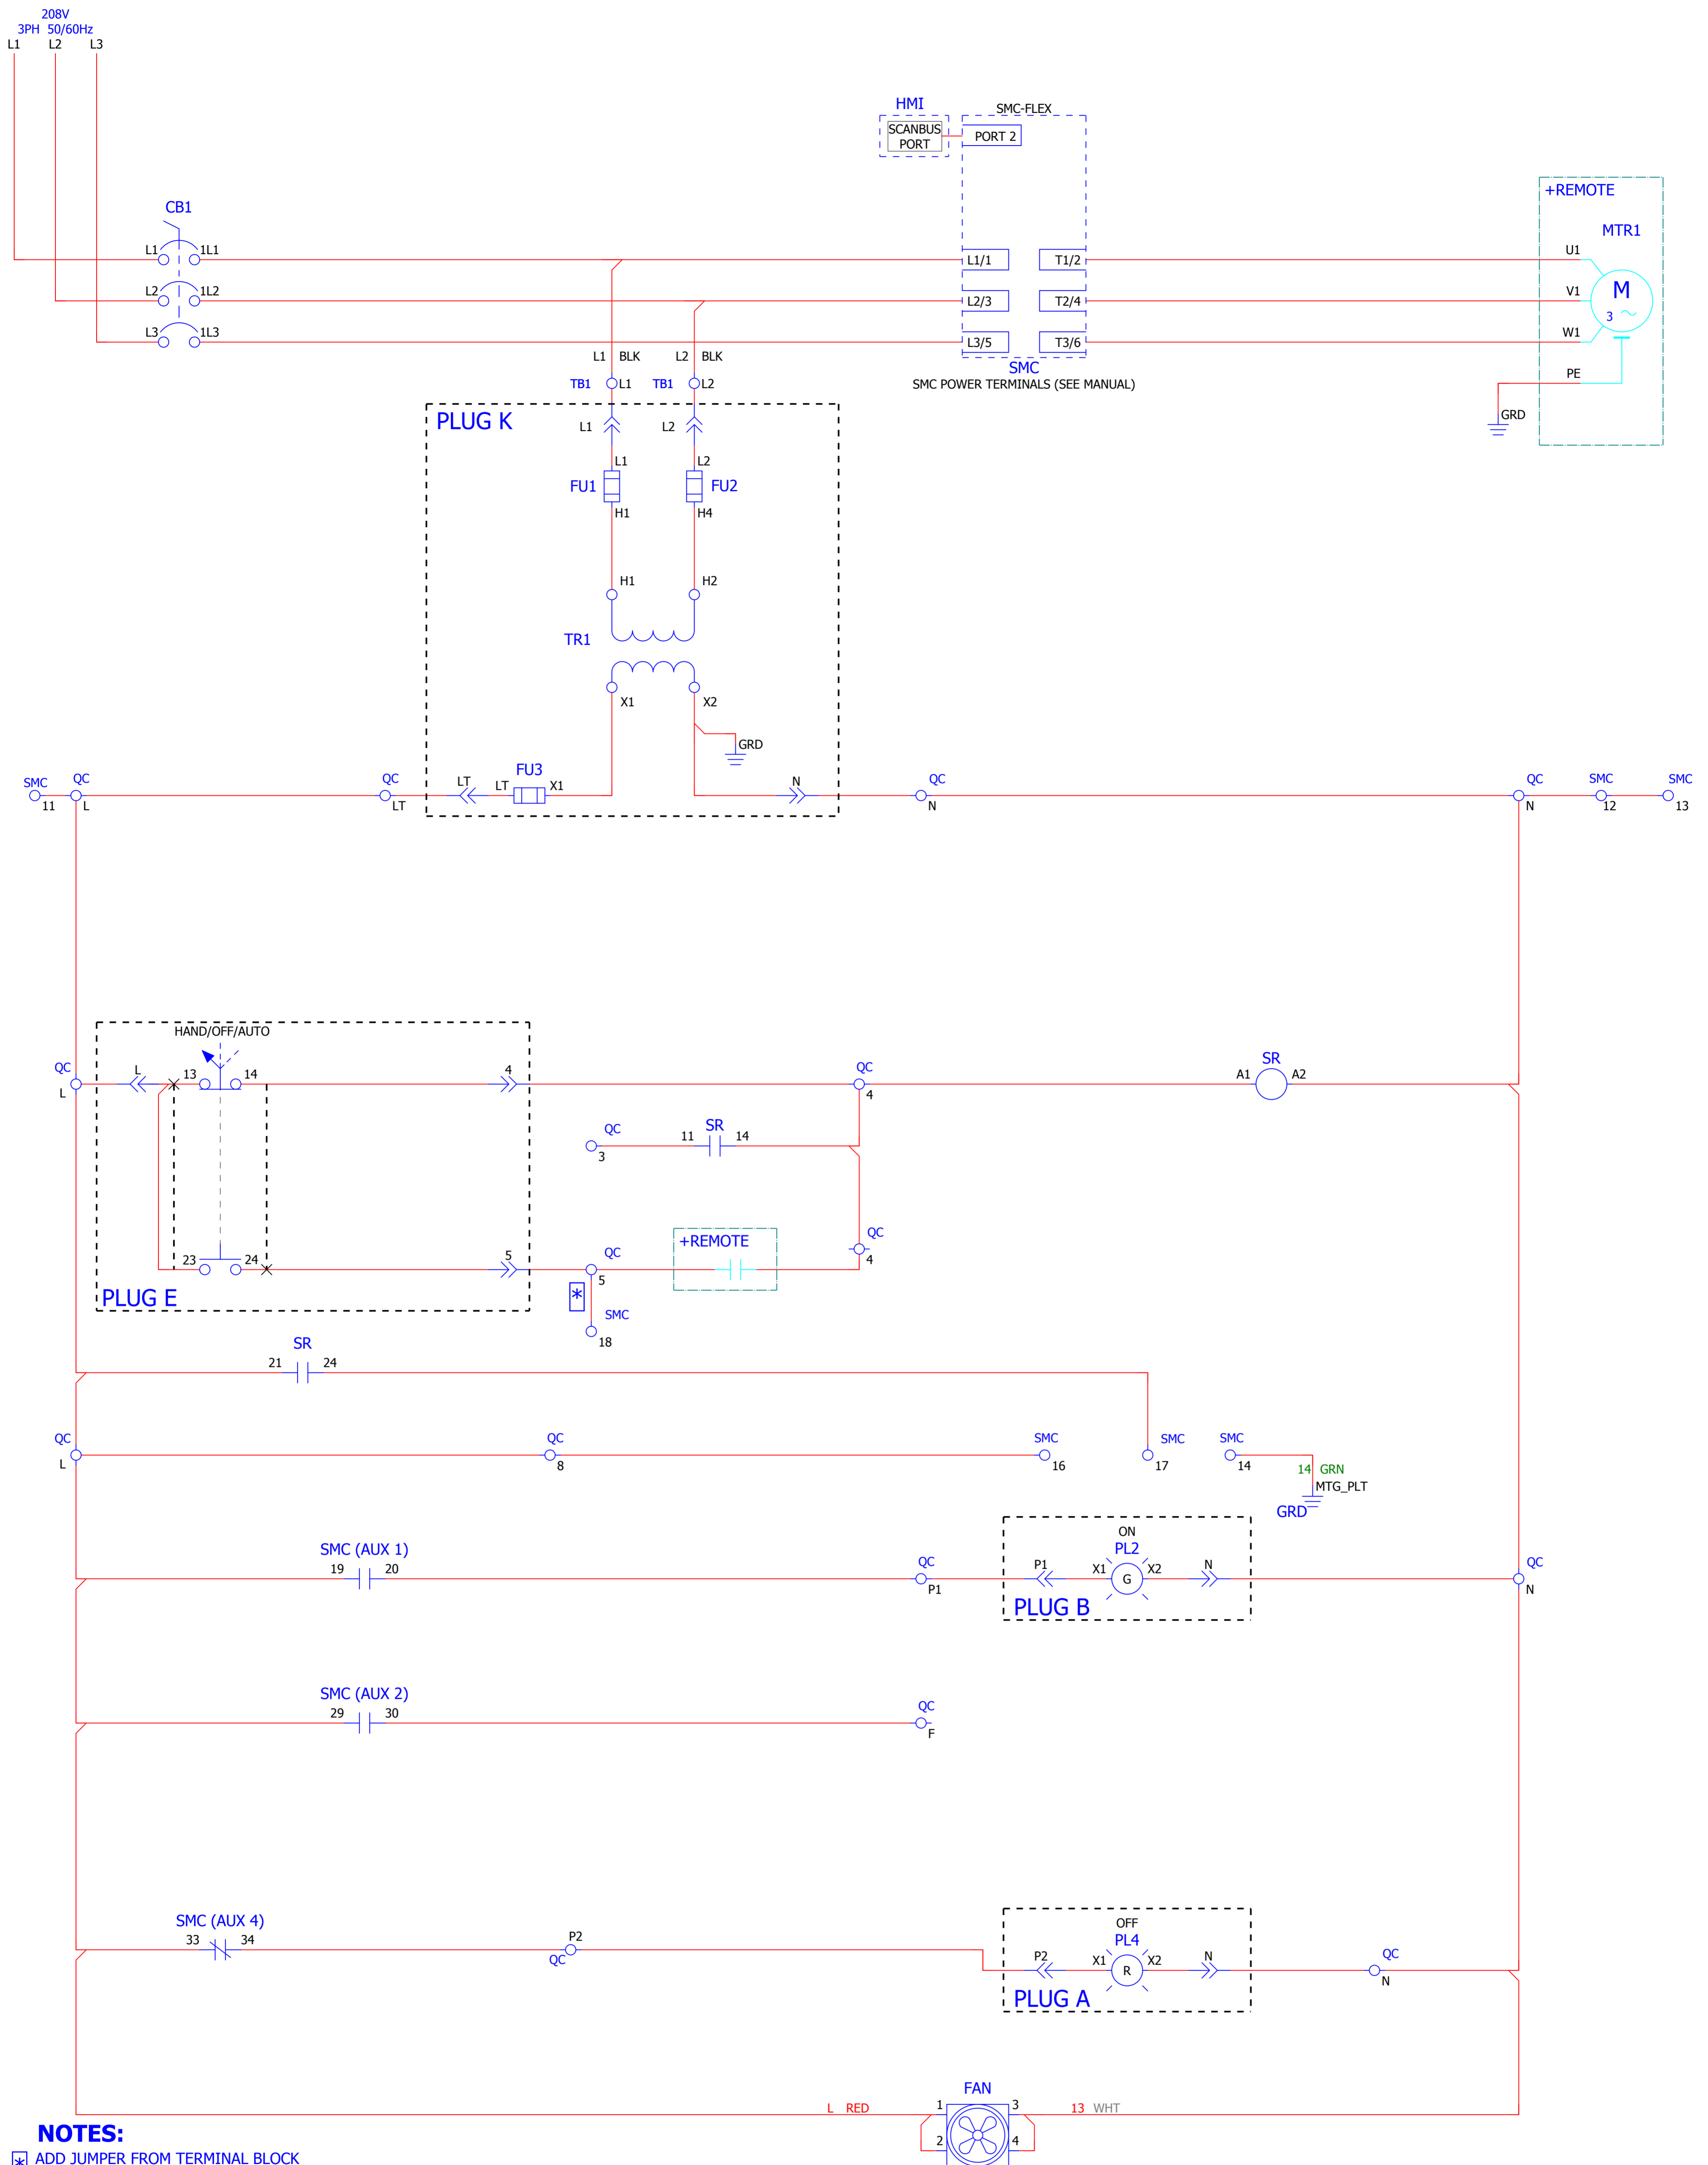 208V
3PH 50/60Hz
L1 L2 L3
HMI
SCANBUS
PORT
SMC-FLEX
PORT 2
+REMOTE
MTR1
CB1
L1 1L1
L2 1L2
L3 1L3
L1/1 T1/2
L2/3 T2/4
L3/5 T3/6
SMC
SMC POWER TERMINALS (SEE MANUAL)
U1
V1
W1
PE
M
3
GRD
L1 BLK L2 BLK
TB1 L1 TB1 L2
PLUG K
L1 L2
L1 L2
FU1 FU2
H1 H4
H1 H2
TR1
X1 X2
GRD
SMC QC QC FU3 QC QC SMC SMC
LT LT X1 N
11 L LT N N 12 13
HAND/OFF/AUTO
QC L 13 14 4 QC SR
L 4 A1 A2
QC SR
3 11 14
QC
4
23 24 5 QC
5
+REMOTE
PLUG E
*
SMC
18
SR
21 24
QC QC SMC SMC SMC
L 8 16 17 14
14 GRN
MTG_PLT
GRD
SMC (AUX 1)
19 20
QC
P1
ON
PL2
P1 X1 G X2 N
PLUG B
QC
N
SMC (AUX 2)
29 30
QC
F
SMC (AUX 4)
33 34
P2
QC
OFF
PL4
P2 X1 R X2 N
PLUG A
QC
N
FAN
L RED 1 3 13 WHT
2 4
NOTES:
* ADD JUMPER FROM TERMINAL BLOCK